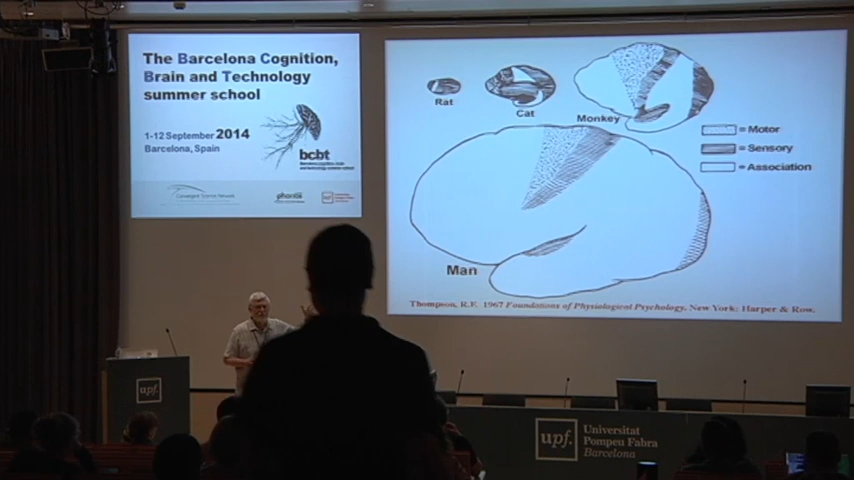 The Barcelona Cognition,
Brain and Technology
summer school
1-12 September 2014
Barcelona, Spain
bcbt
Rat
Cat
Monkey
Man
= Motor
= Sensory
= Association
Thompson, R.F. 1967 Foundations of Physiological Psychology. New York: Harper & Row.
upf.
upf.
Universitat
Pompeu Fabra
Barcelona